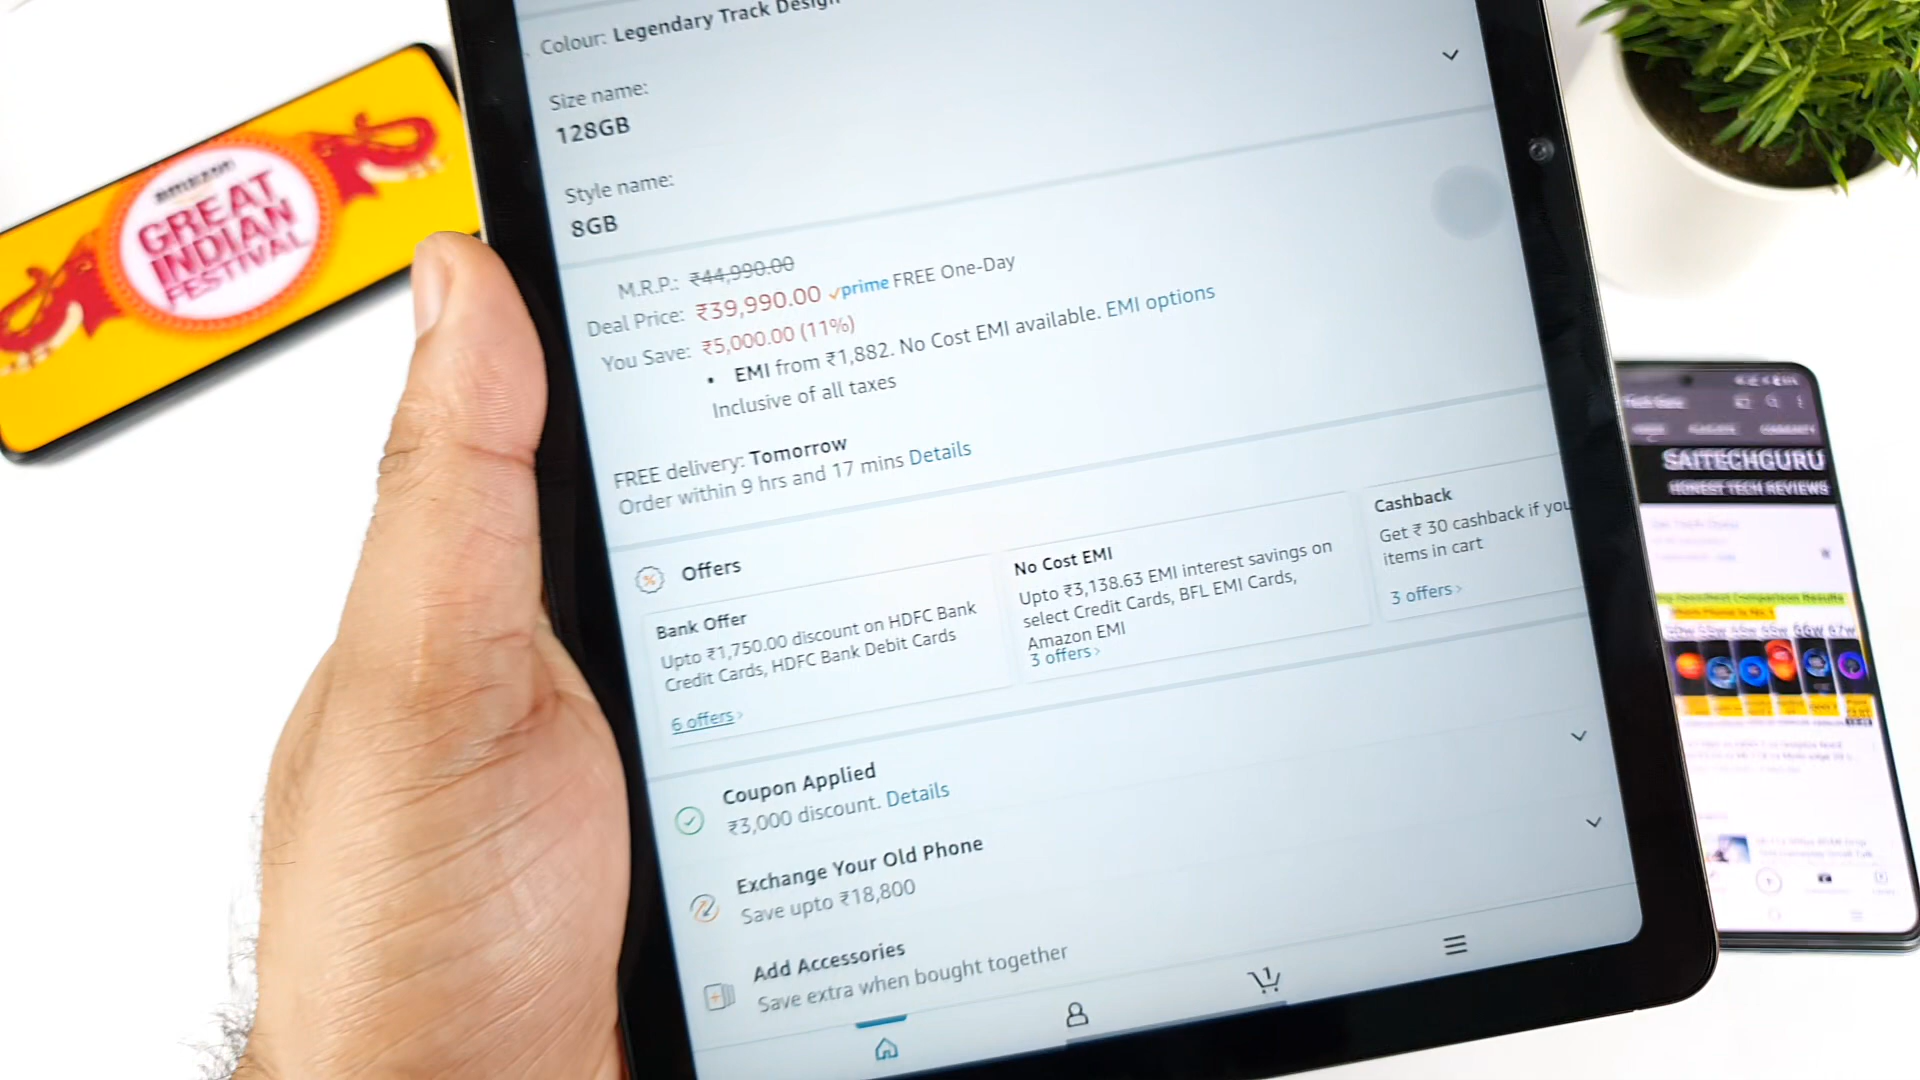 Colour: Legendary Track Design
Size name:
128GB
Style name:
8GB
M.R.P.: ₹44,990.00
Deal Price: ₹39,990.00 prime FREE One-Day
You Save: ₹5,000.00 (11%)
• EMI from ₹1,882. No Cost EMI available. EMI options
Inclusive of all taxes
FREE delivery: Tomorrow
Order within 9 hrs and 17 mins Details
Offers
Bank Offer
Upto ₹1,750.00 discount on HDFC Bank
Credit Cards, HDFC Bank Debit Cards
6 offers
No Cost EMI
Upto ₹3,138.63 EMI interest savings on
select Credit Cards, BFL EMI Cards,
Amazon EMI
3 offers
Cashback
Get ₹ 30 cashback if you
items in cart
3 offers
Coupon Applied
₹3,000 discount. Details
Exchange Your Old Phone
Save upto ₹18,800
Add Accessories
Save extra when bought together
1
amazon
GREAT
INDIAN
FESTIVAL
SAITECHGURU
HONEST TECH REVIEWS